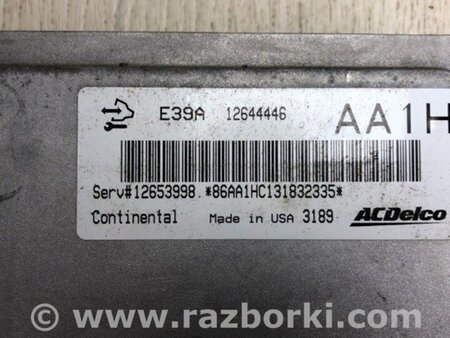 E39A 12644446 AA1H
Serv#12653998 *86AA1HC131832335*
Continental Made in USA 3189 ACDelco
© www.razborki.com